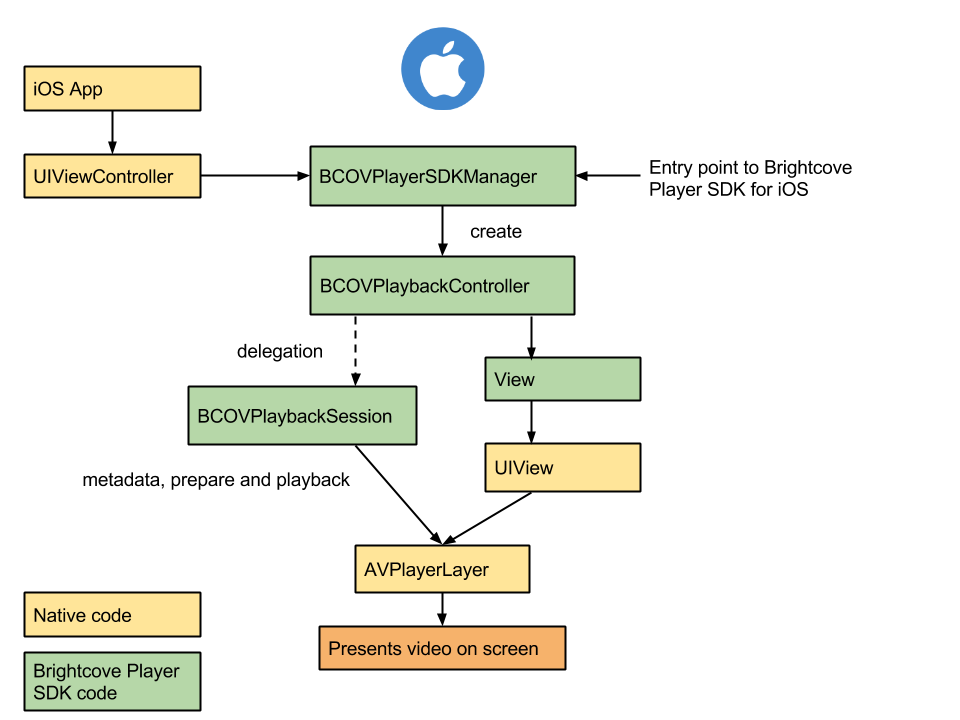 iOS App
UIViewController
BCOVPlayerSDKManager
Entry point to Brightcove
Player SDK for iOS
create
BCOVPlaybackController
delegation
View
BCOVPlaybackSession
UIView
metadata, prepare and playback
AVPlayerLayer
Presents video on screen
Native code
Brightcove Player
SDK code